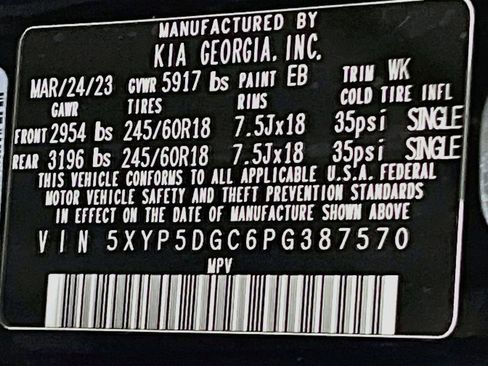 MANUFACTURED BY
KIA GEORGIA, INC.
MAR/24/23 GVWR 5917 lbs PAINT EB TRIM WK
GAWR TIRES RIMS COLD TIRE INFL
FRONT 2954 lbs 245/60R18 7.5Jx18 35psi SINGLE
REAR 3196 lbs 245/60R18 7.5Jx18 35psi SINGLE
THIS VEHICLE CONFORMS TO ALL APPLICABLE U.S.A. FEDERAL
MOTOR VEHICLE SAFETY AND THEFT PREVENTION STANDARDS
IN EFFECT ON THE DATE OF MANUFACTURE SHOWN ABOVE
VIN 5XYP5DGC6PG387570
MPV